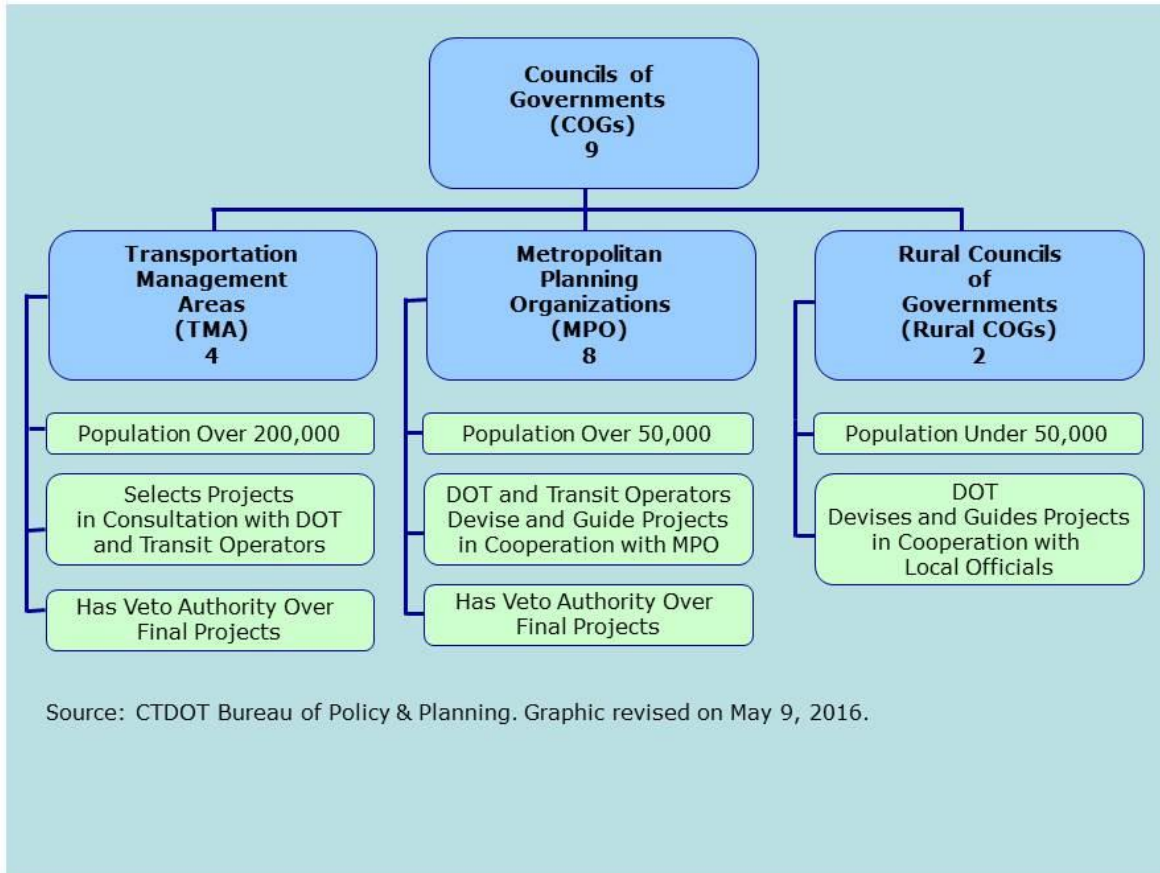 Councils of
Governments
(COGs)
9
Transportation
Management
Areas
(TMA)
4
Population Over 200,000
Selects Projects
in Consultation with DOT
and Transit Operators
Has Veto Authority Over
Final Projects
Metropolitan
Planning
Organizations
(MPO)
8
Population Over 50,000
DOT and Transit Operators
Devise and Guide Projects
in Cooperation with MPO
Has Veto Authority Over
Final Projects
Rural Councils
of
Governments
(Rural COGs)
2
Population Under 50,000
DOT
Devises and Guides Projects
in Cooperation with
Local Officials
Source: CTDOT Bureau of Policy & Planning. Graphic revised on May 9, 2016.